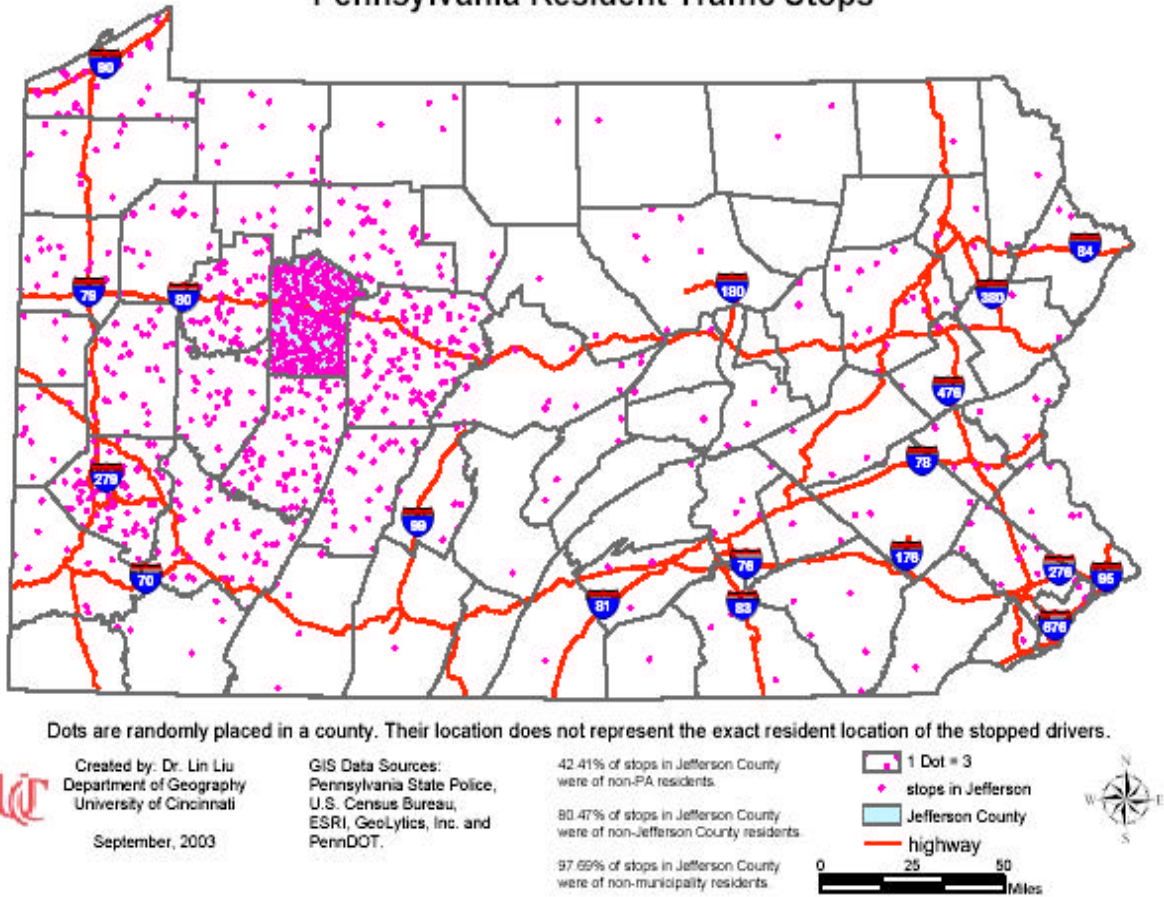 Pennsylvania Resident Traffic Stops
90
84
79
80
180
380
476
279
78
99
70
76
176
276
95
81
83
676
Dots are randomly placed in a county. Their location does not represent the exact resident location of the stopped drivers.
UC
Created by: Dr. Lin Liu
Department of Geography
University of Cincinnati
September, 2003
GIS Data Sources:
Pennsylvania State Police,
U.S. Census Bureau,
ESRI, GeoLytics, Inc. and
PennDOT.
42.41% of stops in Jefferson County
were of non-PA residents.
80.47% of stops in Jefferson County
were of non-Jefferson County residents.
97.69% of stops in Jefferson County
were of non-municipality residents.
1 Dot = 3
stops in Jefferson
Jefferson County
highway
0 25 50
Miles
N
W E
S